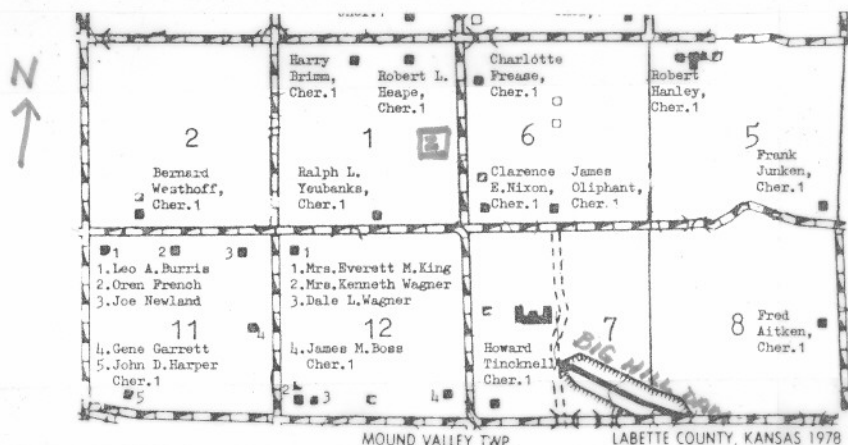 N
Harry
Brimm,
Cher.1
Robert L.
Heape,
Cher.1
Charlotte
Frease,
Cher.1
Robert
Hanley,
Cher.1
2
1
2
6
5
Bernard
Westhoff,
Cher.1
Ralph L.
Yeubanks,
Cher.1
Clarence
E.Nixon,
Cher.1
James
Oliphant,
Cher.1
Frank
Junken,
Cher.1
1
2
3
1.Leo A.Burris
2.Oren French
3.Joe Newland
11
4
4.Gene Garrett
5.John D.Harper
Cher.1
5
1
1.Mrs.Everett M.King
2.Mrs.Kenneth Wagner
3.Dale L.Wagner
12
4.James M.Boss
Cher.1
2
3
4
7
Howard
Tincknell
Cher.1
BIG HILL DAM
8
Fred
Aitken,
Cher.1
MOUND VALLEY TWP
LABETTE COUNTY, KANSAS 1978